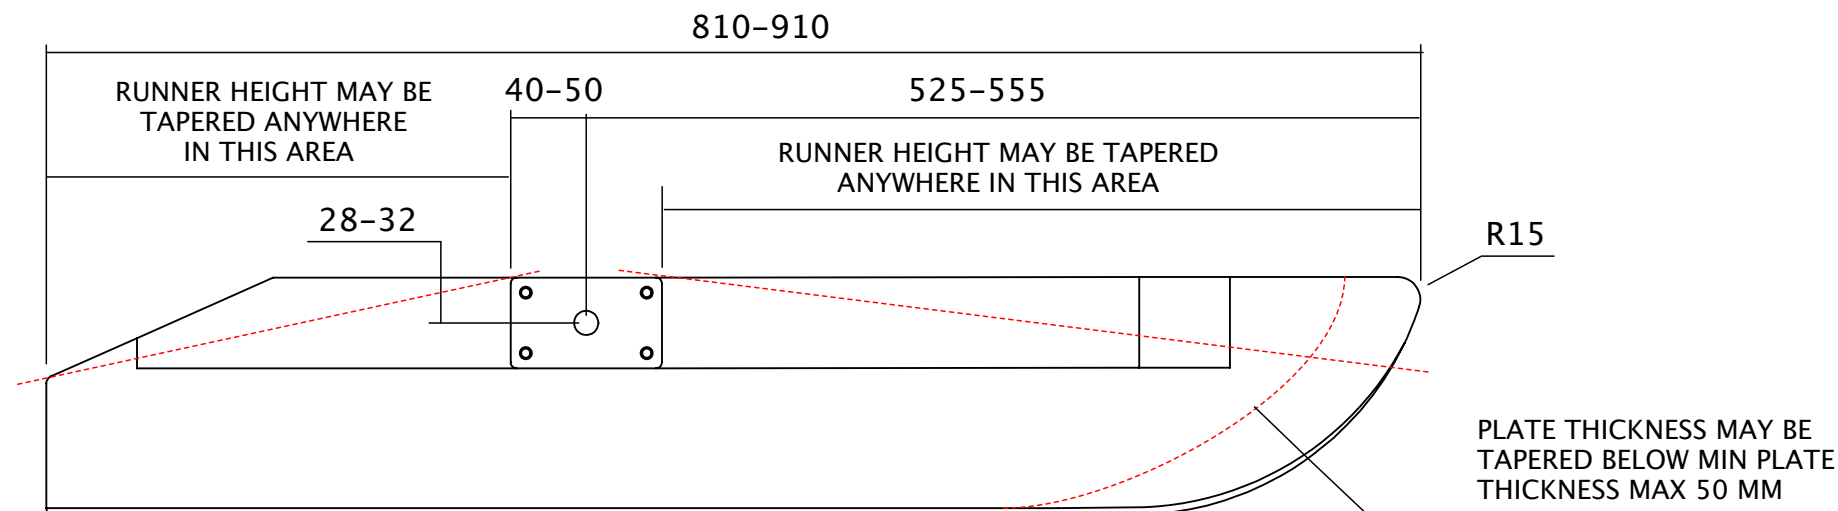 810–910
RUNNER HEIGHT MAY BE
TAPERED ANYWHERE
IN THIS AREA
40–50
525–555
RUNNER HEIGHT MAY BE TAPERED
ANYWHERE IN THIS AREA
28–32
R15
PLATE THICKNESS MAY BE
TAPERED BELOW MIN PLATE
THICKNESS MAX 50 MM